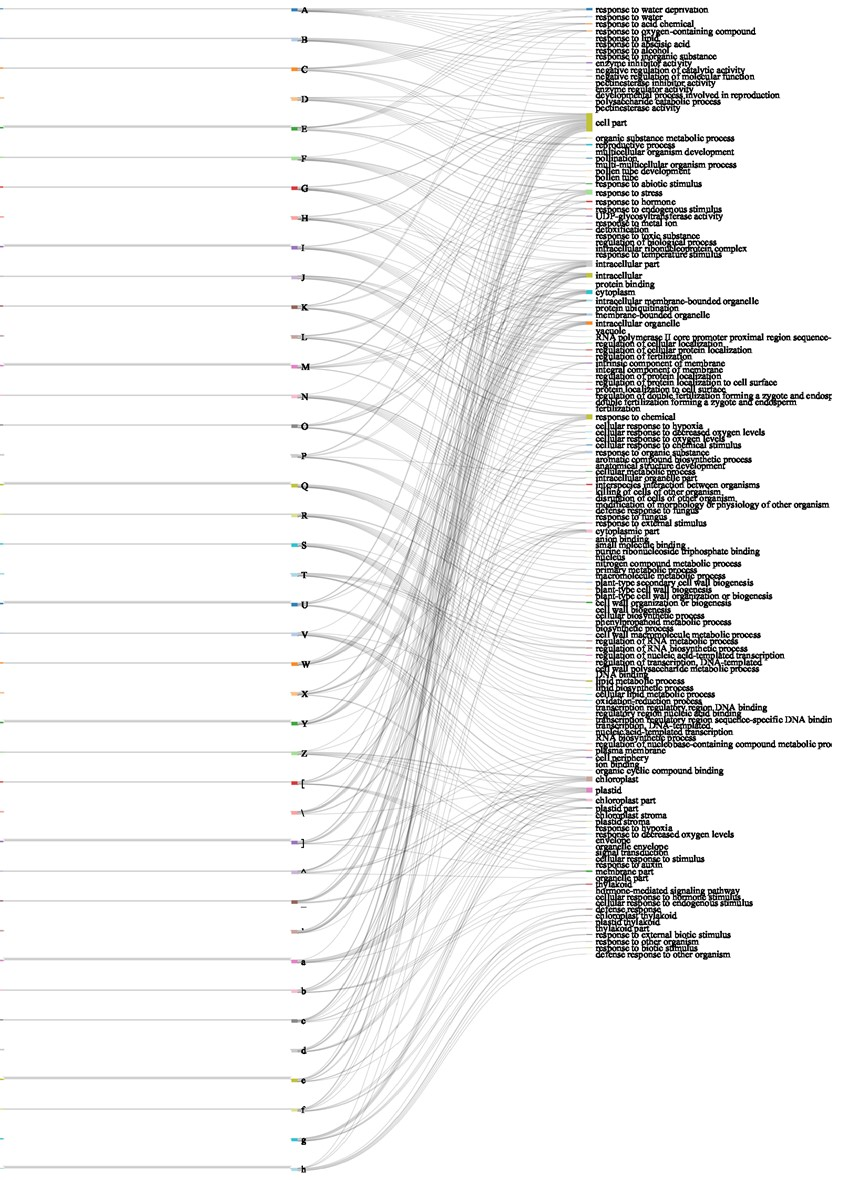 A
B
C
D
E
F
G
H
I
J
K
L
M
N
O
P
Q
R
S
T
U
V
W
X
Y
Z
[
\
]
^
_
`
a
b
c
d
e
f
g
h
response to water deprivation
response to water
response to acid chemical
response to oxygen-containing compound
response to lipid
response to abscisic acid
response to alcohol
response to inorganic substance
enzyme inhibitor activity
negative regulation of catalytic activity
negative regulation of molecular function
pectinesterase inhibitor activity
enzyme regulator activity
developmental process involved in reproduction
polysaccharide catabolic process
pectinesterase activity
cell part
organic substance metabolic process
reproductive process
multicellular organism development
pollination
multi-multicellular organism process
pollen tube development
pollen tube
response to abiotic stimulus
response to stress
response to hormone
response to endogenous stimulus
UDP-glycosyltransferase activity
response to metal ion
detoxification
response to toxic substance
regulation of biological process
intracellular ribonucleoprotein complex
response to temperature stimulus
intracellular part
intracellular
protein binding
cytoplasm
intracellular membrane-bounded organelle
protein ubiquitination
membrane-bounded organelle
intracellular organelle
vacuole
RNA polymerase II core promoter proximal region sequence-
regulation of cellular localization
regulation of cellular protein localization
regulation of fertilization
intrinsic component of membrane
integral component of membrane
regulation of protein localization
regulation of protein localization to cell surface
protein localization to cell surface
regulation of double fertilization forming a zygote and endosp
double fertilization forming a zygote and endosperm
fertilization
response to chemical
cellular response to hypoxia
cellular response to decreased oxygen levels
cellular response to oxygen levels
cellular response to chemical stimulus
response to organic substance
aromatic compound biosynthetic process
anatomical structure development
cellular metabolic process
intracellular organelle part
interspecies interaction between organisms
killing of cells of other organism
disruption of cells of other organism
modification of morphology or physiology of other organism
defense response to fungus
response to fungus
response to external stimulus
cytoplasmic part
anion binding
small molecule binding
purine ribonucleoside triphosphate binding
nucleus
nitrogen compound metabolic process
primary metabolic process
macromolecule metabolic process
plant-type secondary cell wall biogenesis
plant-type cell wall biogenesis
plant-type cell wall organization or biogenesis
cell wall organization or biogenesis
cell wall biogenesis
cellular biosynthetic process
phenylpropanoid metabolic process
biosynthetic process
cell wall macromolecule metabolic process
regulation of RNA metabolic process
regulation of RNA biosynthetic process
regulation of nucleic acid-templated transcription
regulation of transcription, DNA-templated
cell wall polysaccharide metabolic process
DNA binding
lipid metabolic process
lipid biosynthetic process
cellular lipid metabolic process
oxidation-reduction process
transcription regulatory region DNA binding
regulatory region nucleic acid binding
transcription regulatory region sequence-specific DNA bindin
transcription, DNA-templated
nucleic acid-templated transcription
RNA biosynthetic process
regulation of nucleobase-containing compound metabolic pro
plasma membrane
cell periphery
ion binding
organic cyclic compound binding
chloroplast
plastid
chloroplast part
plastid part
chloroplast stroma
plastid stroma
response to hypoxia
response to decreased oxygen levels
envelope
organelle envelope
signal transduction
cellular response to stimulus
response to auxin
membrane part
organelle part
thylakoid
hormone-mediated signaling pathway
cellular response to hormone stimulus
cellular response to endogenous stimulus
defense response
chloroplast thylakoid
plastid thylakoid
thylakoid part
response to external biotic stimulus
response to other organism
response to biotic stimulus
defense response to other organism